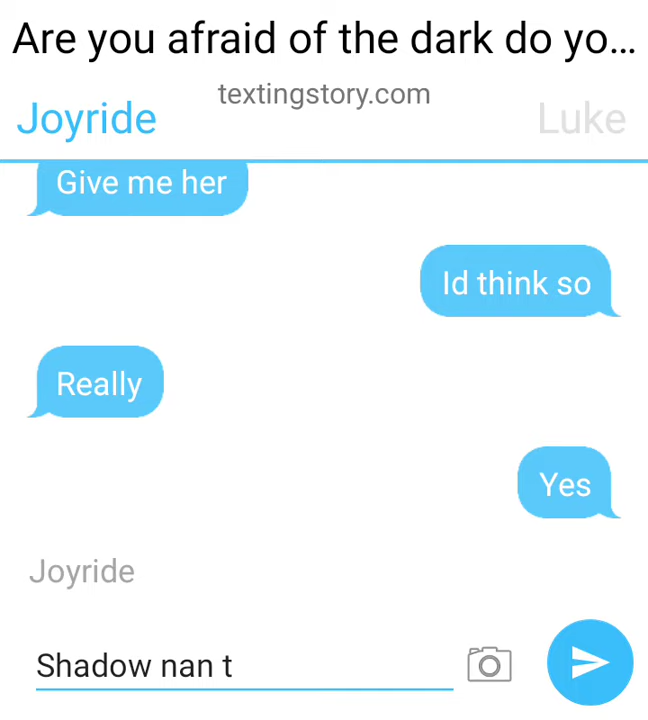 Are you afraid of the dark do yo...
textingstory.com
Joyride
Luke
Give me her
Id think so
Really
Yes
Joyride
Shadow nan t